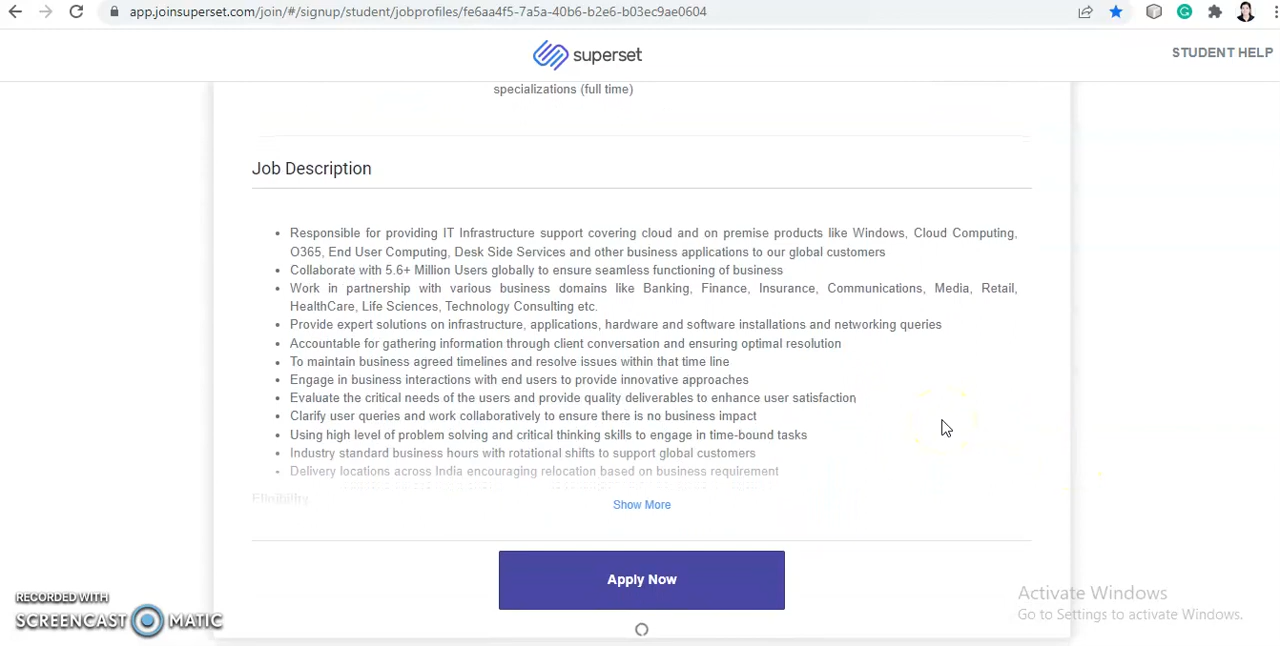 app.joinsuperset.com/join/#/signup/student/jobprofiles/fe6aa4f5-7a5a-40b6-b2e6-b03ec9ae0604
superset
STUDENT HELP
specializations (full time)
Job Description
• Responsible for providing IT Infrastructure support covering cloud and on premise products like Windows, Cloud Computing,
O365, End User Computing, Desk Side Services and other business applications to our global customers
• Collaborate with 5.6+ Million Users globally to ensure seamless functioning of business
• Work in partnership with various business domains like Banking, Finance, Insurance, Communications, Media, Retail,
HealthCare, Life Sciences, Technology Consulting etc.
• Provide expert solutions on infrastructure, applications, hardware and software installations and networking queries
• Accountable for gathering information through client conversation and ensuring optimal resolution
• To maintain business agreed timelines and resolve issues within that time line
• Engage in business interactions with end users to provide innovative approaches
• Evaluate the critical needs of the users and provide quality deliverables to enhance user satisfaction
• Clarify user queries and work collaboratively to ensure there is no business impact
• Using high level of problem solving and critical thinking skills to engage in time-bound tasks
• Industry standard business hours with rotational shifts to support global customers
• Delivery locations across India encouraging relocation based on business requirement
Eligibility
Show More
Apply Now
Activate Windows
Go to Settings to activate Windows.
RECORDED WITH
SCREENCAST MATIC